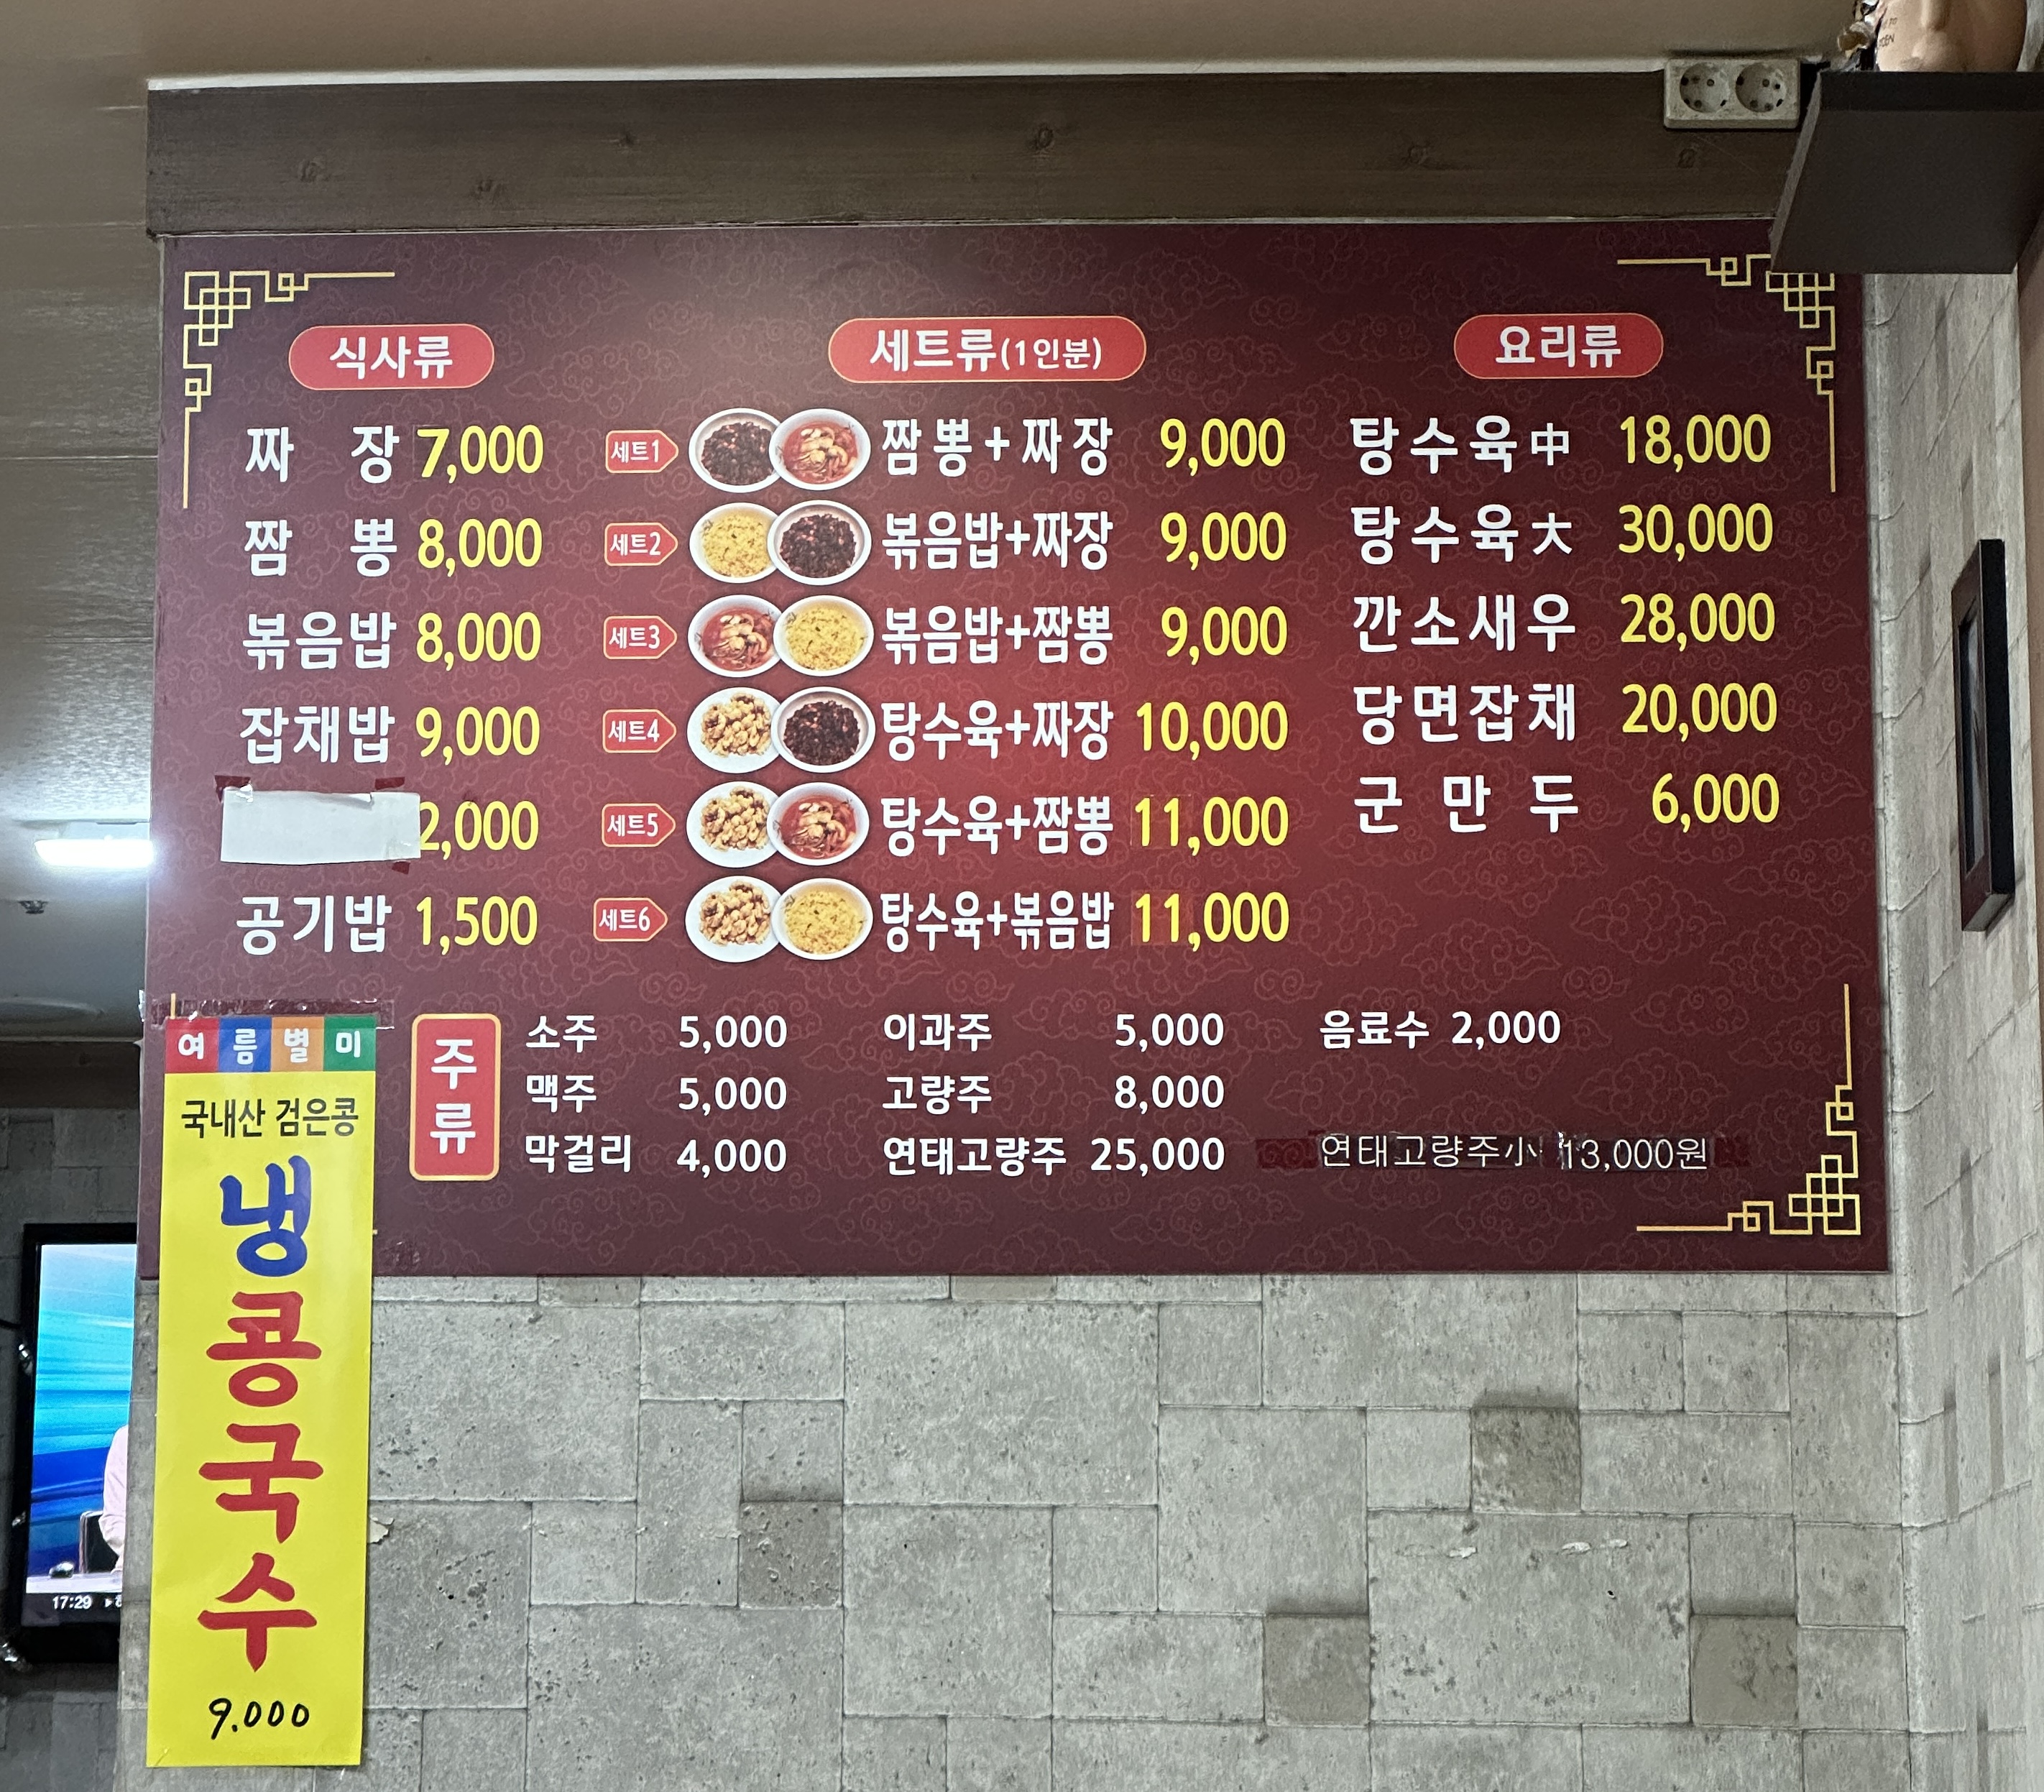 식사류
짜장 7,000
짬뽕 8,000
볶음밥 8,000
잡채밥 9,000
2,000
공기밥 1,500
세트류(1인분)
세트1 짬뽕+짜장 9,000
세트2 볶음밥+짜장 9,000
세트3 볶음밥+짬뽕 9,000
세트4 탕수육+짜장 10,000
세트5 탕수육+짬뽕 11,000
세트6 탕수육+볶음밥 11,000
요리류
탕수육中 18,000
탕수육大 30,000
깐소새우 28,000
당면잡채 20,000
군만두 6,000
주류
소주 5,000
맥주 5,000
막걸리 4,000
이과주 5,000
고량주 8,000
연태고량주 25,000
음료수 2,000
연태고량주小 13,000원
여름별미
국내산 검은콩
냉콩국수
9.000
17:29